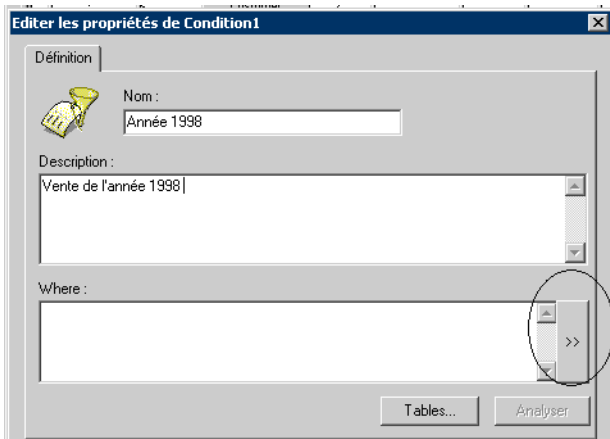 Editer les propriétés de Condition1
Définition
Nom :
Année 1998
Description :
Vente de l'année 1998
Where :
>>
Tables...
Analyser